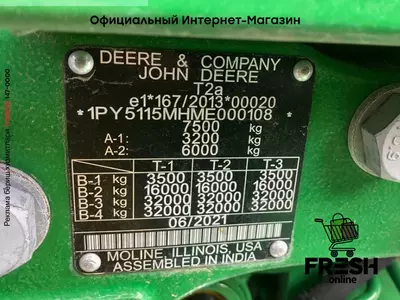 Официальный Интернет-Магазин
DEERE & COMPANY
JOHN DEERE
T2a
e1*167/2013*00020
*1PY5115MHME000108*
7500 kg
A-1: 3200 kg
A-2: 6000 kg
T-1 T-2 T-3
B-1 kg 3500 3500 3500
B-2 kg 16000 16000 16000
B-3 kg 32000 32000 32000
B-4 kg 32000 32000 32000
06/2021
MOLINE, ILLINOIS, USA
ASSEMBLED IN INDIA
FRESH
online